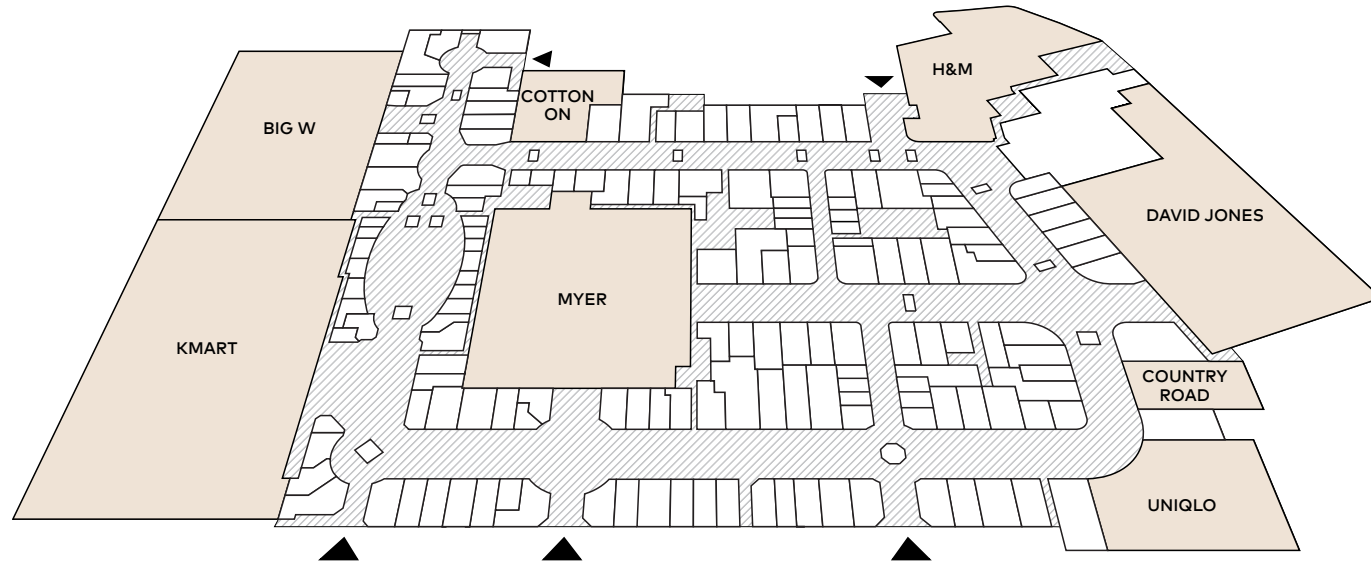 H&M
COTTON
ON
BIG W
DAVID JONES
MYER
KMART
COUNTRY
ROAD
UNIQLO